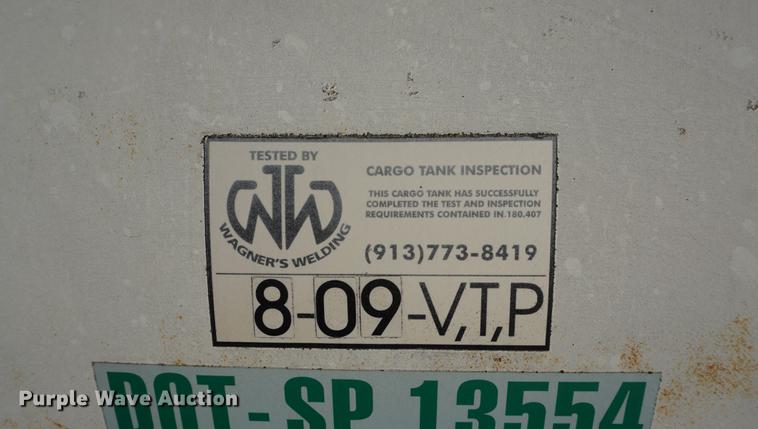 TESTED BY
WAGNER'S WELDING
CARGO TANK INSPECTION
THIS CARGO TANK HAS SUCCESSFULLY
COMPLETED THE TEST AND INSPECTION
REQUIREMENTS CONTAINED IN.180.407
(913)773-8419
8-09-V,T,P
DOT-SP 13554
Purple Wave Auction